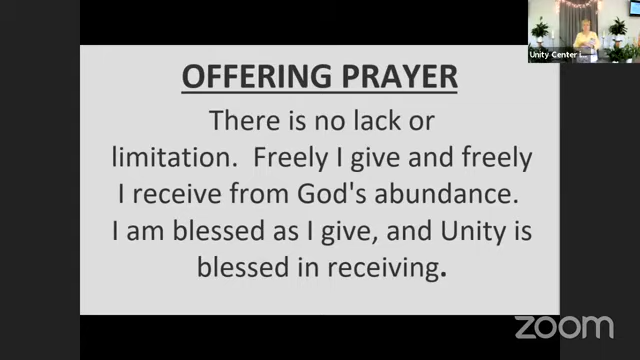 Unity Center i...
OFFERING PRAYER
There is no lack or
limitation.  Freely I give and freely
I receive from God's abundance.
I am blessed as I give, and Unity is
blessed in receiving.
zoom